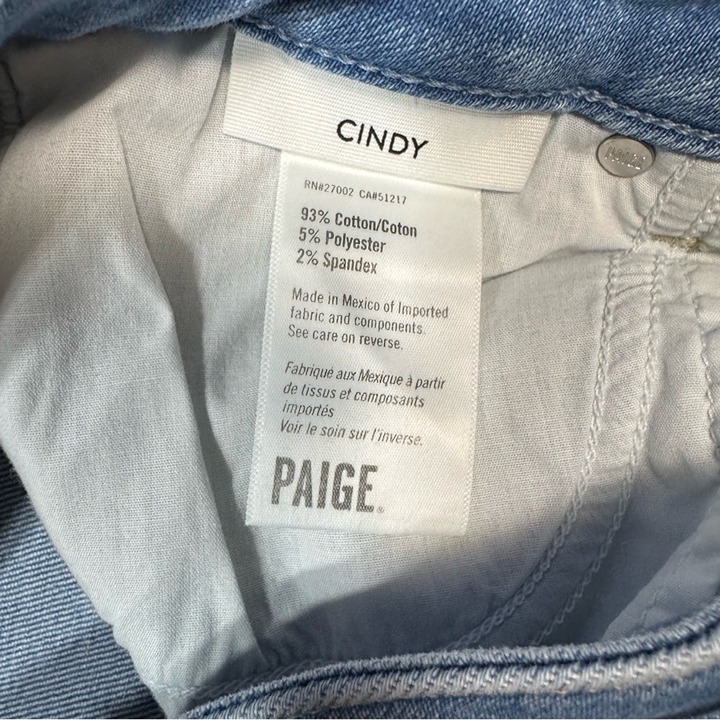 CINDY
RN#27002 CA#51217
93% Cotton/Coton
5% Polyester
2% Spandex
Made in Mexico of Imported
fabric and components.
See care on reverse.
Fabriqué aux Mexique à partir
de tissus et composants
importés
Voir le soin sur l'inverse.
PAIGE®